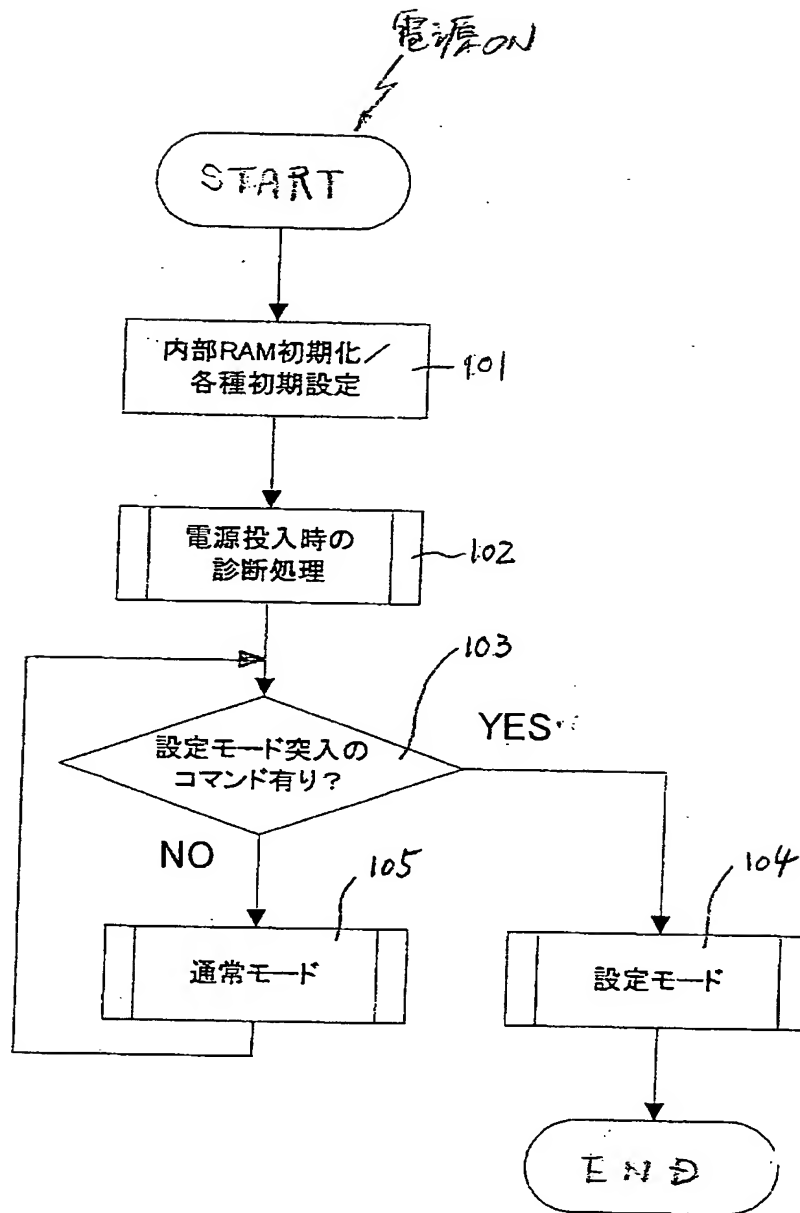 電源ON
START
内部RAM初期化／
各種初期設定
101
電源投入時の
診断処理
102
103
設定モード突入の
コマンド有り？
YES
NO
105
104
通常モード
設定モード
END